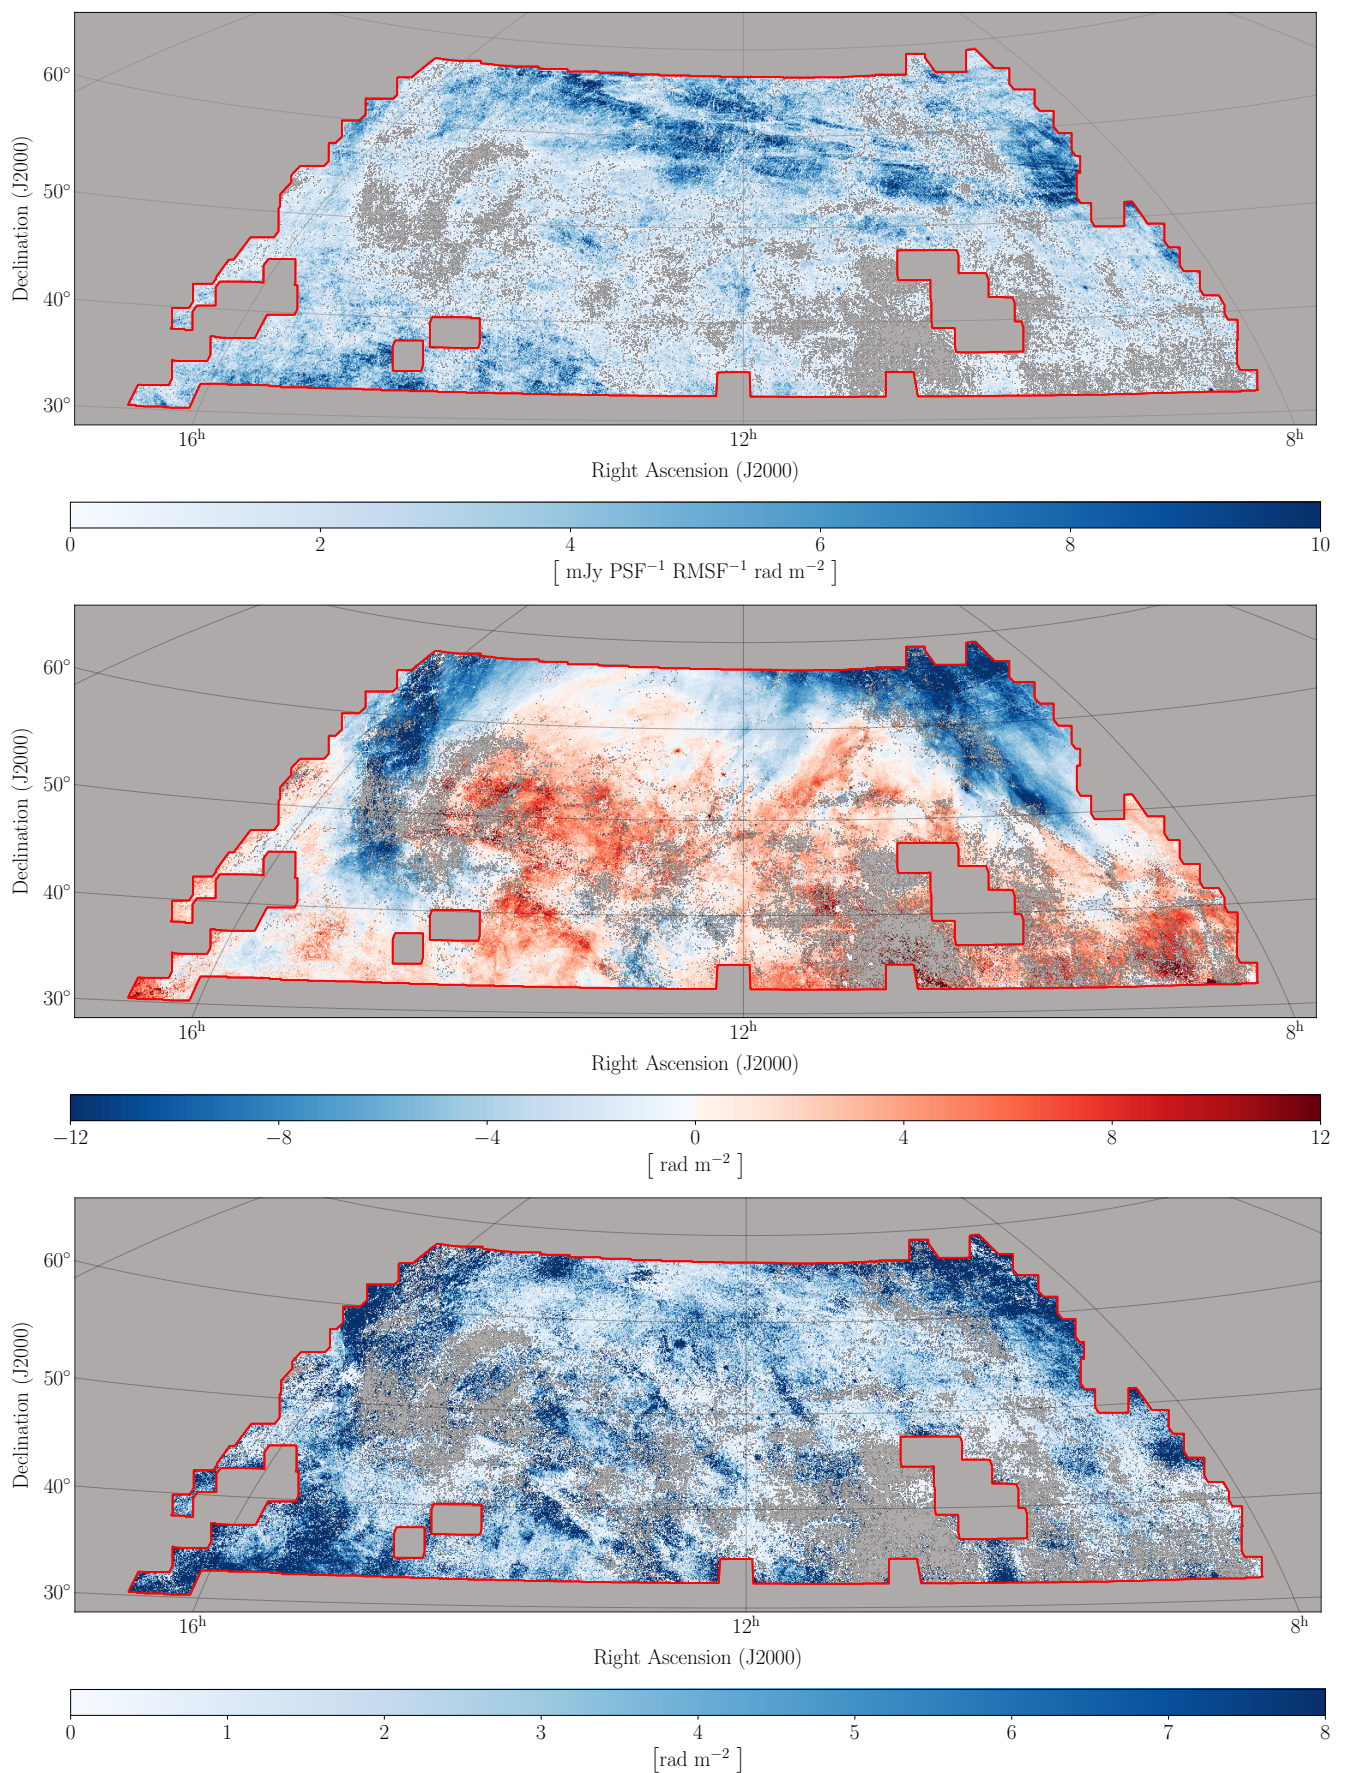 60°
50°
40°
30°
Declination (J2000)
16ʰ 12ʰ 8ʰ
Right Ascension (J2000)
0 2 4 6 8 10
[ mJy PSF⁻¹ RMSF⁻¹ rad m⁻² ]
60°
50°
40°
30°
Declination (J2000)
16ʰ 12ʰ 8ʰ
Right Ascension (J2000)
−12 −8 −4 0 4 8 12
[ rad m⁻² ]
60°
50°
40°
30°
Declination (J2000)
16ʰ 12ʰ 8ʰ
Right Ascension (J2000)
0 1 2 3 4 5 6 7 8
[rad m⁻² ]